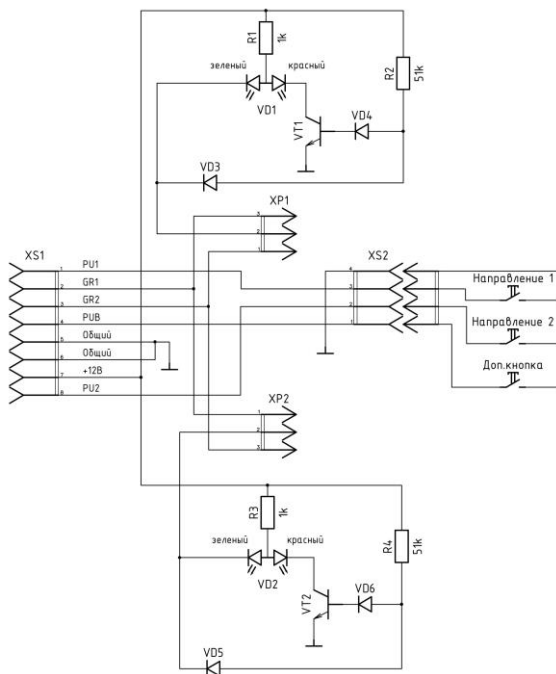 R1
1k
R2
51k
зеленый
красный
VD1
VT1
VD4
VD3
XP1
3
2
1
XS1
1
PU1
2
GR1
3
GR2
4
PUB
5
Общий
6
Общий
7
+12В
8
PU2
XS2
4
3
2
1
Направление 1
Направление 2
Доп.кнопка
XP2
1
2
3
R3
1k
R4
51k
зеленый
красный
VD2
VT2
VD6
VD5